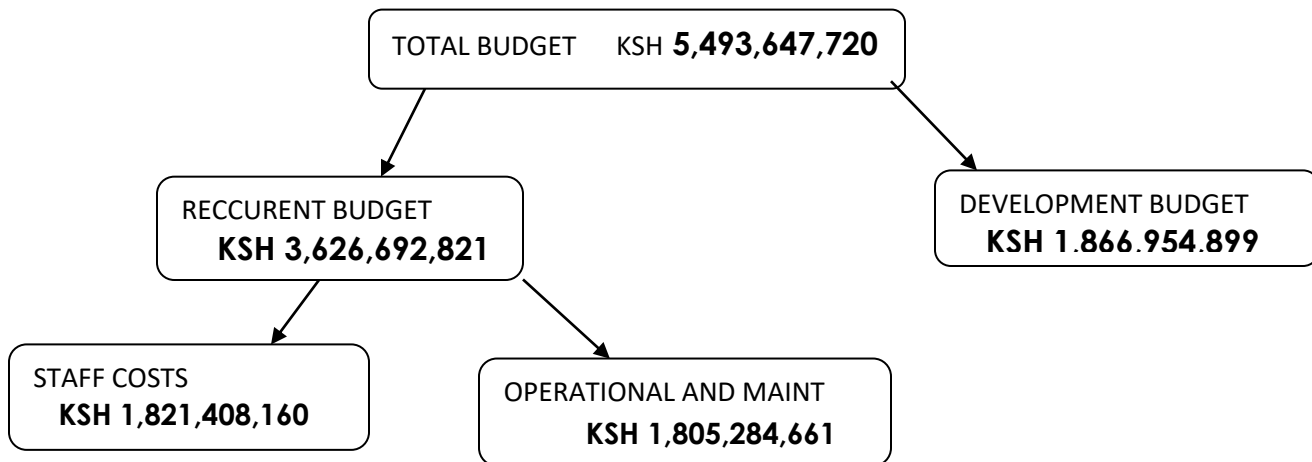 TOTAL BUDGET KSH 5,493,647,720
RECCURENT BUDGET
KSH 3,626,692,821
DEVELOPMENT BUDGET
KSH 1,866,954,899
STAFF COSTS
KSH 1,821,408,160
OPERATIONAL AND MAINT
KSH 1,805,284,661